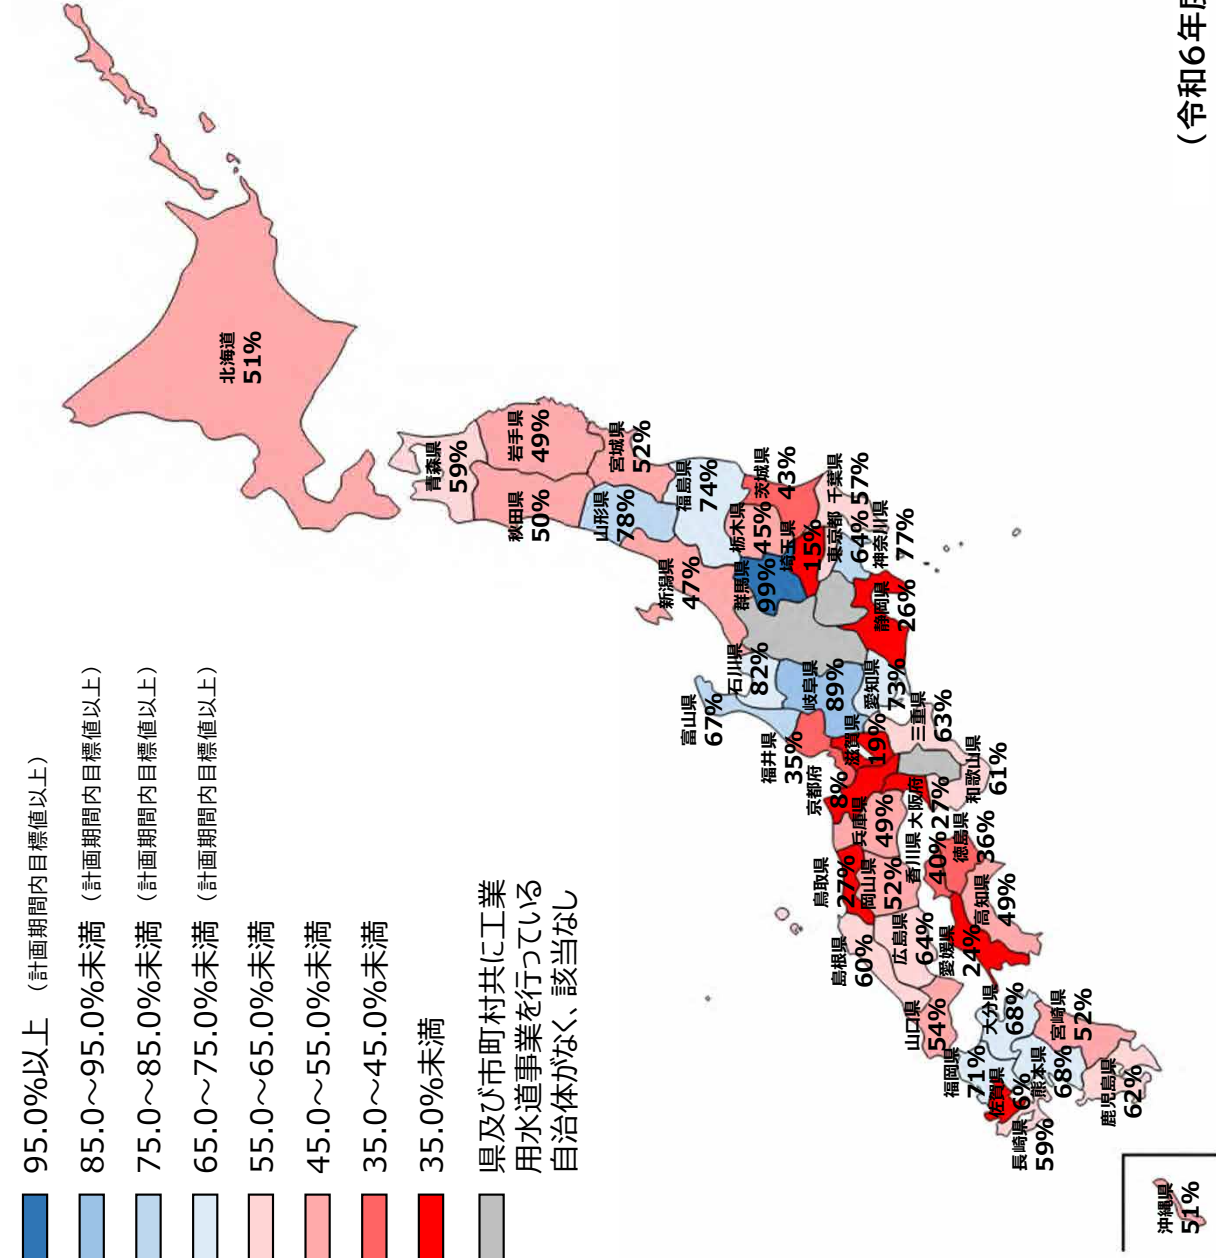 95.0%以上 （計画期間内目標値以上）
85.0～95.0%未満（計画期間内目標値以上）
75.0～85.0%未満（計画期間内目標値以上）
65.0～75.0%未満（計画期間内目標値以上）
55.0～65.0%未満
45.0～55.0%未満
35.0～45.0%未満
35.0%未満
県及び市町村共に工業
用水道事業を行っている
自治体がなく、該当なし
北海道
51%
青森県
59%
岩手県
49%
秋田県
50%
宮城県
52%
山形県
78%
福島県
74%
新潟県
47%
茨城県
43%
栃木県
45%
群馬県
99%
埼玉県
15%
千葉県
57%
東京都
64%
神奈川県
77%
静岡県
26%
石川県
82%
富山県
67%
岐阜県
89%
愛知県
73%
福井県
35%
滋賀県
19%
三重県
63%
京都府
8%
大阪府
27%
和歌山県
61%
兵庫県
49%
鳥取県
27%
岡山県
52%
島根県
60%
広島県
64%
山口県
54%
香川県
40%
徳島県
36%
愛媛県
24%
高知県
49%
福岡県
71%
佐賀県
6%
長崎県
59%
大分県
68%
熊本県
68%
宮崎県
52%
鹿児島県
62%
沖縄県
51%
（令和6年度